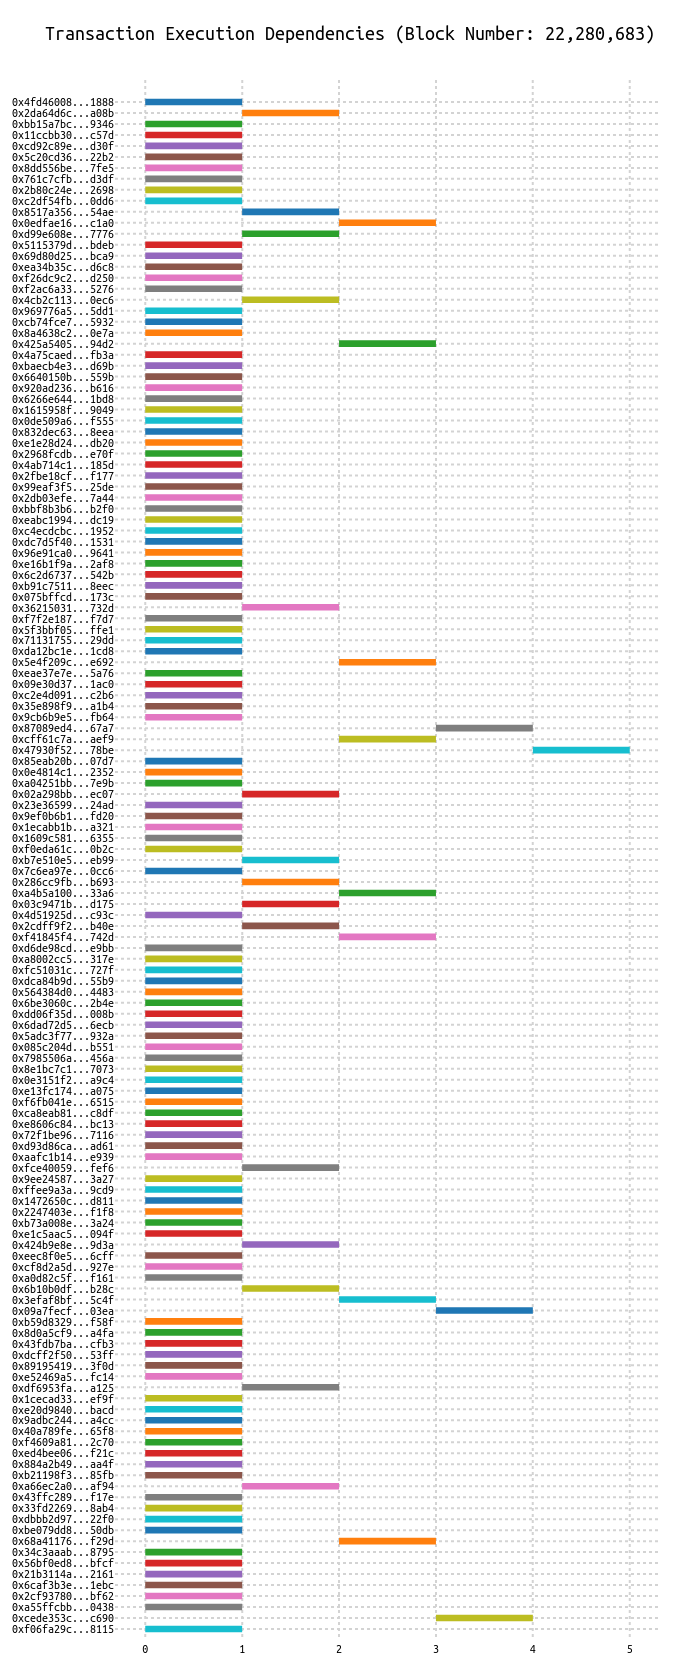 Transaction Execution Dependencies (Block Number: 22,280,683)
0x4fd46008...1888
0x2da64d6c...a08b
0xbb15a7bc...9346
0x11ccbb30...c57d
0xcd92c89e...d30f
0x5c20cd36...22b2
0x8dd556be...7fe5
0x761c7cfb...d3df
0x2b80c24e...2698
0xc2df54fb...0dd6
0x8517a356...54ae
0x0edfae16...c1a0
0xd99e608e...7776
0x5115379d...bdeb
0x69d80d25...bca9
0xea34b35c...d6c8
0xf26dc9c2...d250
0xf2ac6a33...5276
0x4cb2c113...0ec6
0x969776a5...5dd1
0xcb74fce7...5932
0x8a4638c2...0e7a
0x425a5405...94d2
0x4a75caed...fb3a
0xbaecb4e3...d69b
0x6640150b...559b
0x920ad236...b616
0x6266e644...1bd8
0x1615958f...9049
0x0de509a6...f555
0x832dec63...8eea
0xe1e28d24...db20
0x2968fcdb...e70f
0x4ab714c1...185d
0x2fbe18cf...f177
0x99eaf3f5...25de
0x2db03efe...7a44
0xbbf8b3b6...b2f0
0xeabc1994...dc19
0xc4ecdcbc...1952
0xdc7d5f40...1531
0x96e91ca0...9641
0xe16b1f9a...2af8
0x6c2d6737...542b
0xb91c7511...8eec
0x075bffcd...173c
0x36215031...732d
0xf7f2e187...f7d7
0x5f3bbf05...ffe1
0x71131755...29dd
0xda12bc1e...1cd8
0x5e4f209c...e692
0xeae37e7e...5a76
0x09e30d37...1ac0
0xc2e4d091...c2b6
0x35e898f9...a1b4
0x9cb6b9e5...fb64
0x87089ed4...67a7
0xcff61c7a...aef9
0x47930f52...78be
0x85eab20b...07d7
0x0e4814c1...2352
0xa04251bb...7e9b
0x02a298bb...ec07
0x23e36599...24ad
0x9ef0b6b1...fd20
0x1ecabb1b...a321
0x1609c581...6355
0xf0eda61c...0b2c
0xb7e510e5...eb99
0x7c6ea97e...0cc6
0x286cc9fb...b693
0xa4b5a100...33a6
0x03c9471b...d175
0x4d51925d...c93c
0x2cdff9f2...b40e
0xf41845f4...742d
0xd6de98cd...e9bb
0xa8002cc5...317e
0xfc51031c...727f
0xdca84b9d...55b9
0x564384d0...4483
0x6be3060c...2b4e
0xdd06f35d...008b
0x6dad72d5...6ecb
0x5adc3f77...932a
0x085c204d...b551
0x7985506a...456a
0x8e1bc7c1...7073
0x0e3151f2...a9c4
0xe13fc174...a075
0xf6fb041e...6515
0xca8eab81...c8df
0xe8606c84...bc13
0x72f1be96...7116
0xd93d86ca...ad61
0xaafc1b14...e939
0xfce40059...fef6
0x9ee24587...3a27
0xffee9a3a...9cd9
0x1472650c...d811
0x2247403e...f1f8
0xb73a008e...3a24
0xe1c5aac5...094f
0x424b9e8e...9d3a
0xeec8f0e5...6cff
0xcf8d2a5d...927e
0xa0d82c5f...f161
0x6b10b0df...b28c
0x3efaf8bf...5c4f
0x09a7fecf...03ea
0xb59d8329...f58f
0x8d0a5cf9...a4fa
0x43fdb7ba...cfb3
0xdcff2f50...53ff
0x89195419...3f0d
0xe52469a5...fc14
0xdf6953fa...a125
0x1cecad33...ef9f
0xe20d9840...bacd
0x9adbc244...a4cc
0x40a789fe...65f8
0xf4609a81...2c70
0xed4bee06...f21c
0x884a2b49...aa4f
0xb21198f3...85fb
0xa66ec2a0...af94
0x43ffc289...f17e
0x33fd2269...8ab4
0xdbbb2d97...22f0
0xbe079dd8...50db
0x68a41176...f29d
0x34c3aaab...8795
0x56bf0ed8...bfcf
0x21b3114a...2161
0x6caf3b3e...1ebc
0x2cf93780...bf62
0xa55ffcbb...0438
0xcede353c...c690
0xf06fa29c...8115
0 1 2 3 4 5